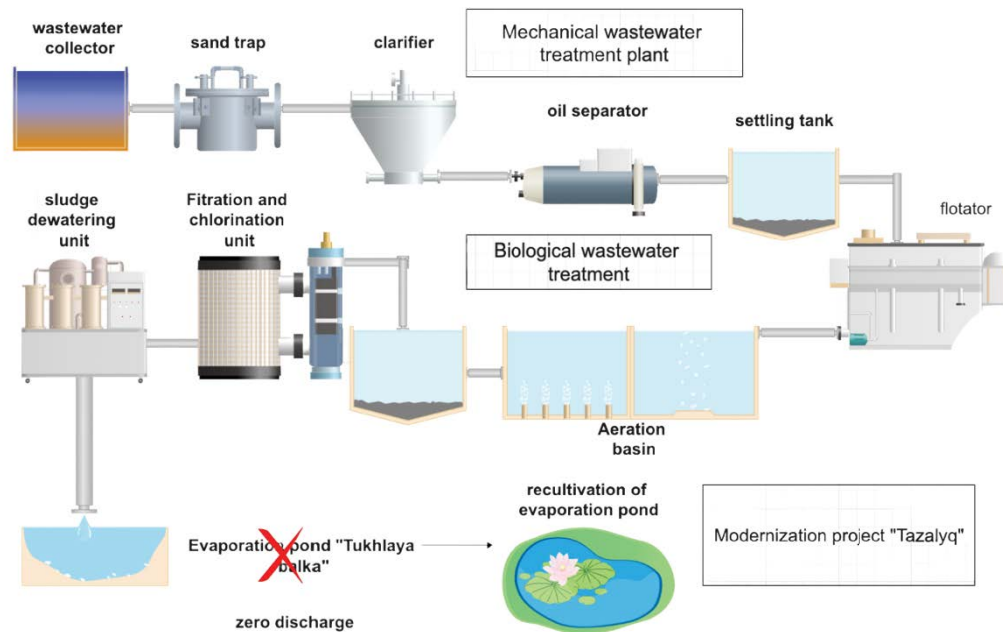 wastewater
collector
sand trap
clarifier
Mechanical wastewater
treatment plant
oil separator
settling tank
flotator
sludge
dewatering
unit
Fitration and
chlorination
unit
Biological wastewater
treatment
Aeration
basin
recultivation of
evaporation pond
Modernization project "Tazalyq"
Evaporation pond "Tukhlaya
balka"
zero discharge